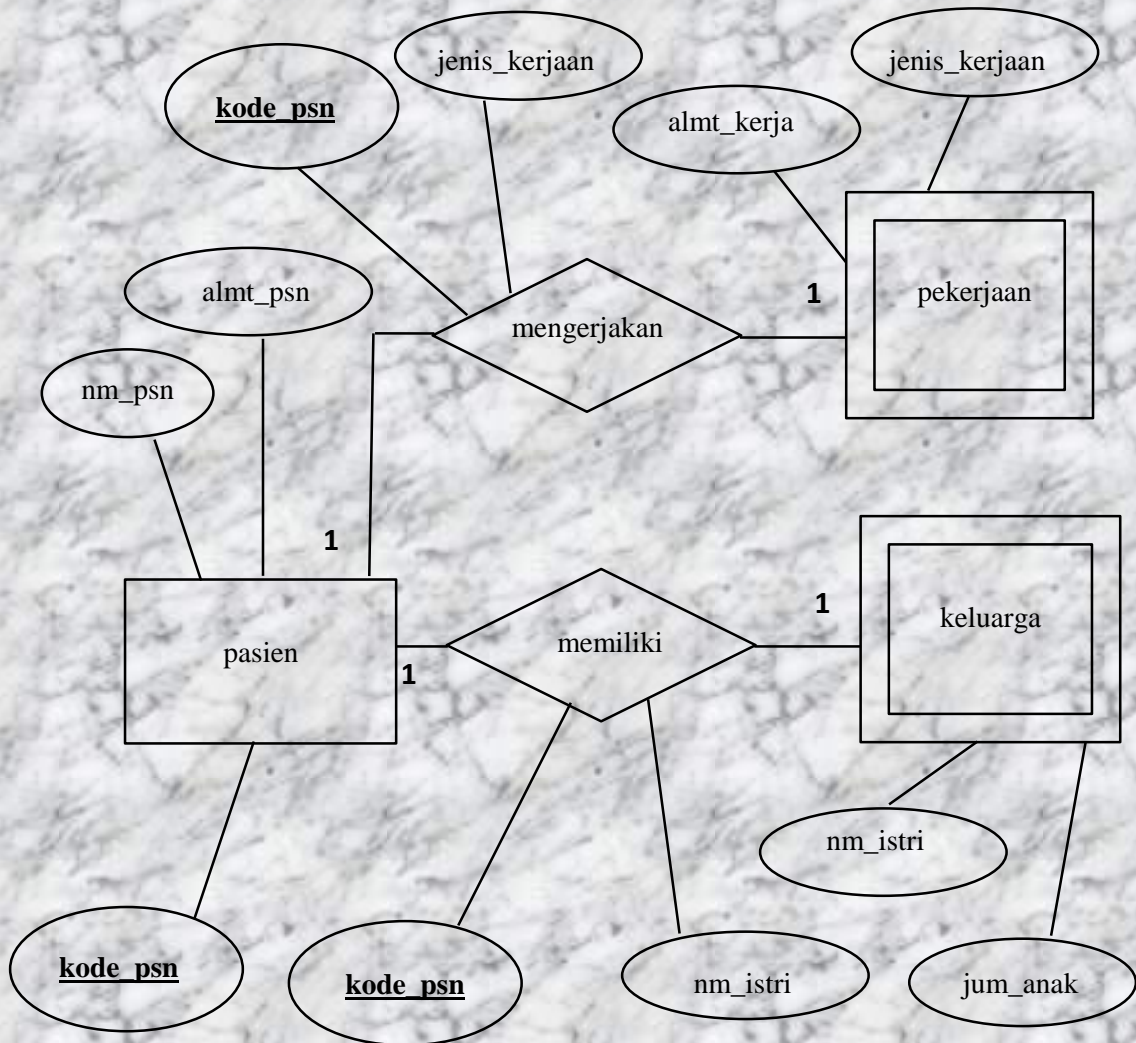 jenis_kerjaan
jenis_kerjaan
kode_psn
almt_kerja
almt_psn
1
pekerjaan
mengerjakan
nm_psn
1
1
keluarga
memiliki
pasien
1
nm_istri
kode_psn
kode_psn
nm_istri
jum_anak